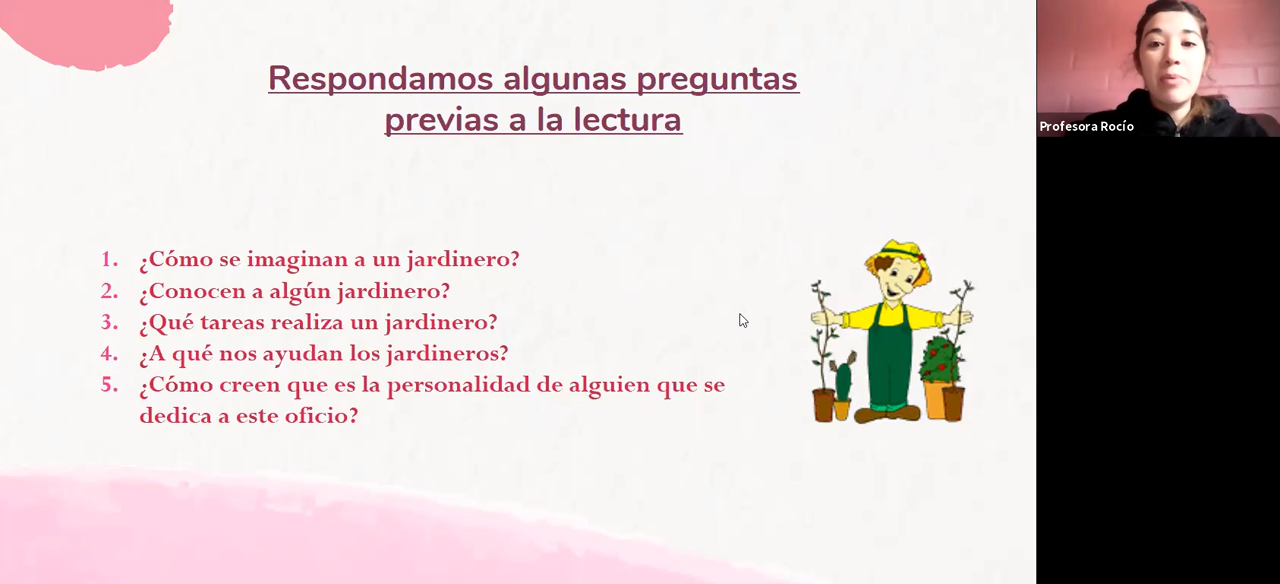 Respondamos algunas preguntas
previas a la lectura
1. ¿Cómo se imaginan a un jardinero?
2. ¿Conocen a algún jardinero?
3. ¿Qué tareas realiza un jardinero?
4. ¿A qué nos ayudan los jardineros?
5. ¿Cómo creen que es la personalidad de alguien que se
dedica a este oficio?
Profesora Rocío